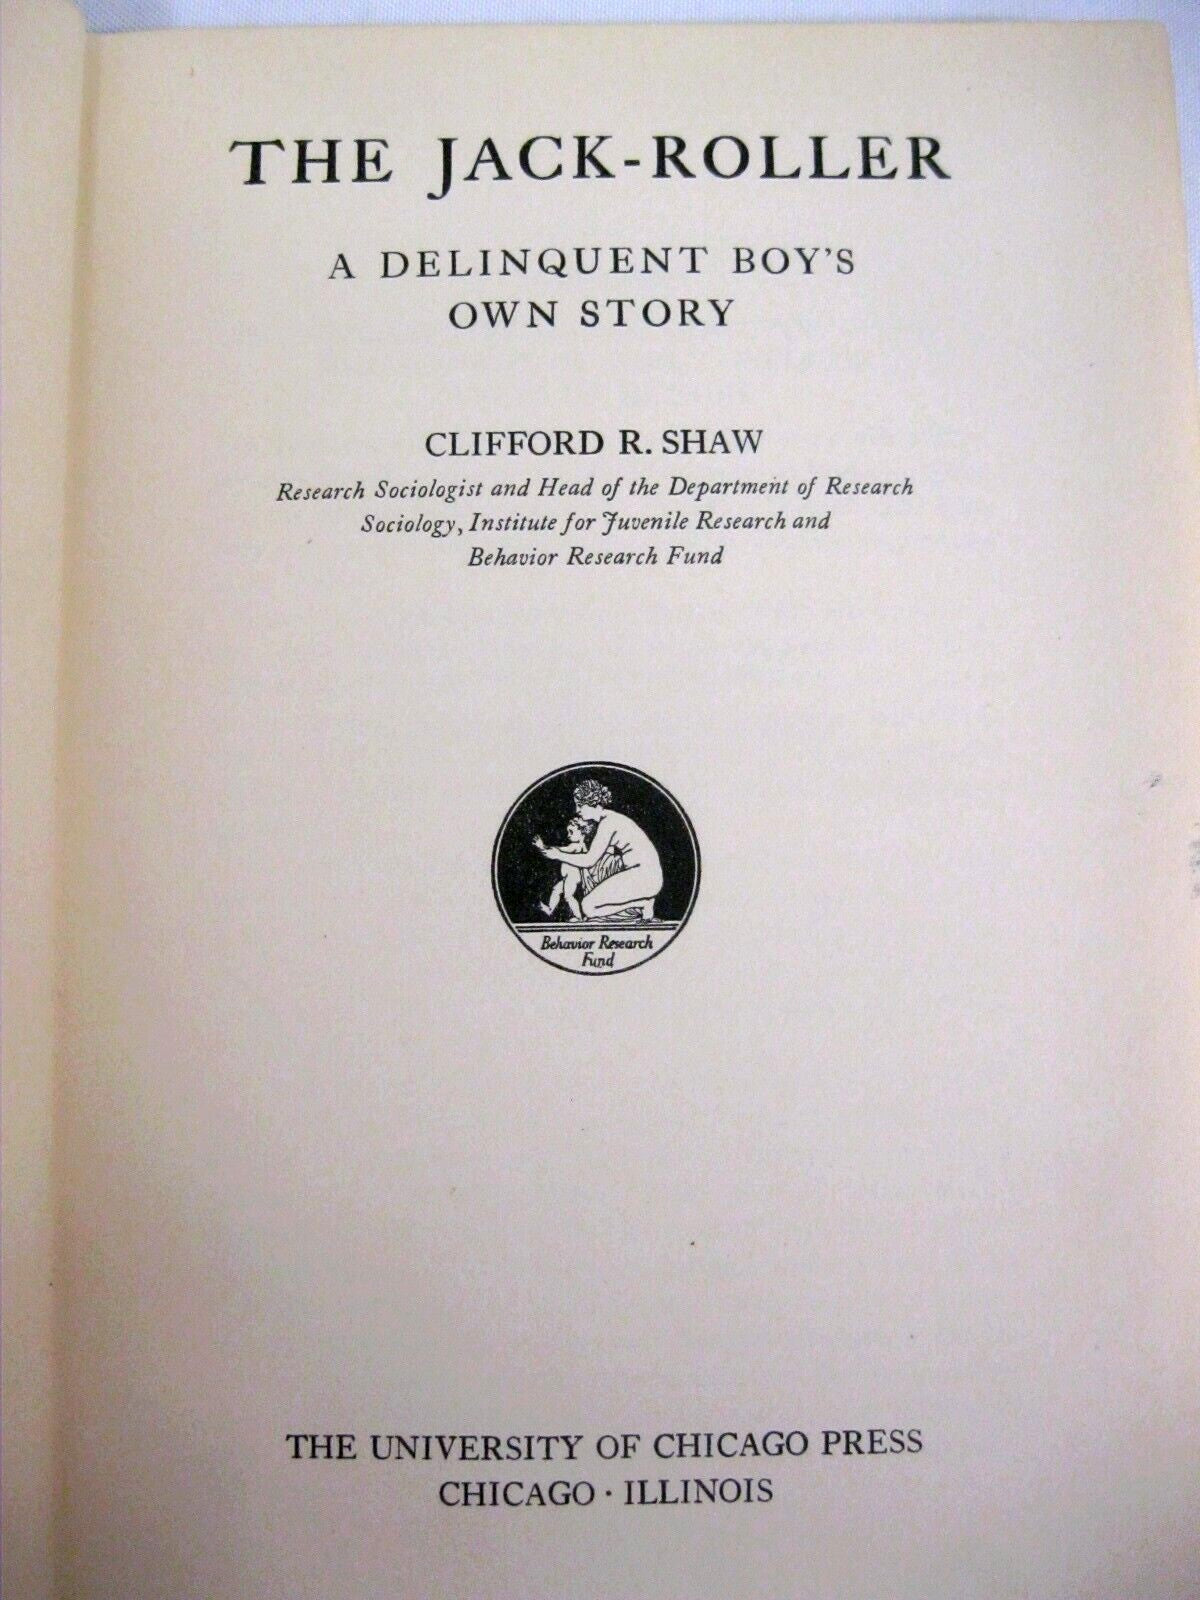 THE JACK-ROLLER
A DELINQUENT BOY'S
OWN STORY
CLIFFORD R. SHAW
Research Sociologist and Head of the Department of Research
Sociology, Institute for Juvenile Research and
Behavior Research Fund
Behavior Research
Fund
THE UNIVERSITY OF CHICAGO PRESS
CHICAGO · ILLINOIS